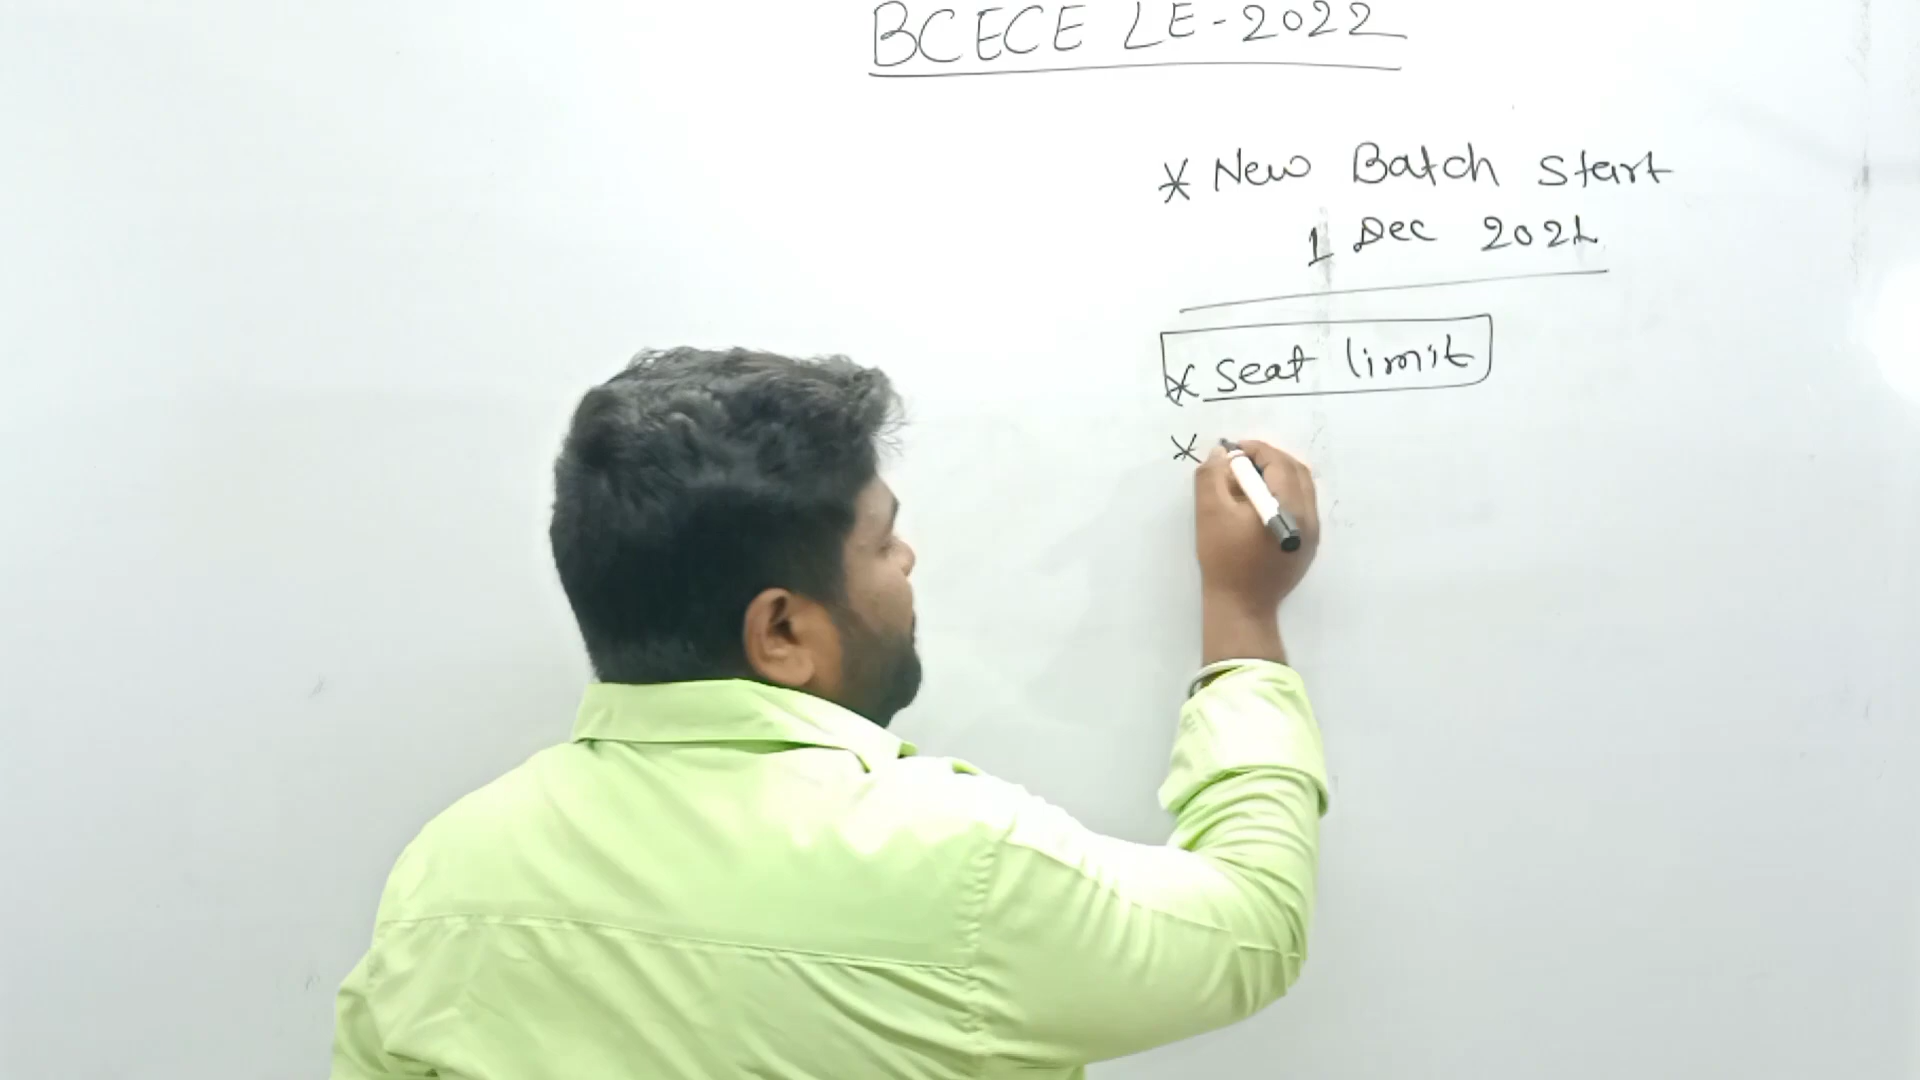 BCECE LE-2022
* New Batch Start
1 Dec 2021
* Seat limit
*